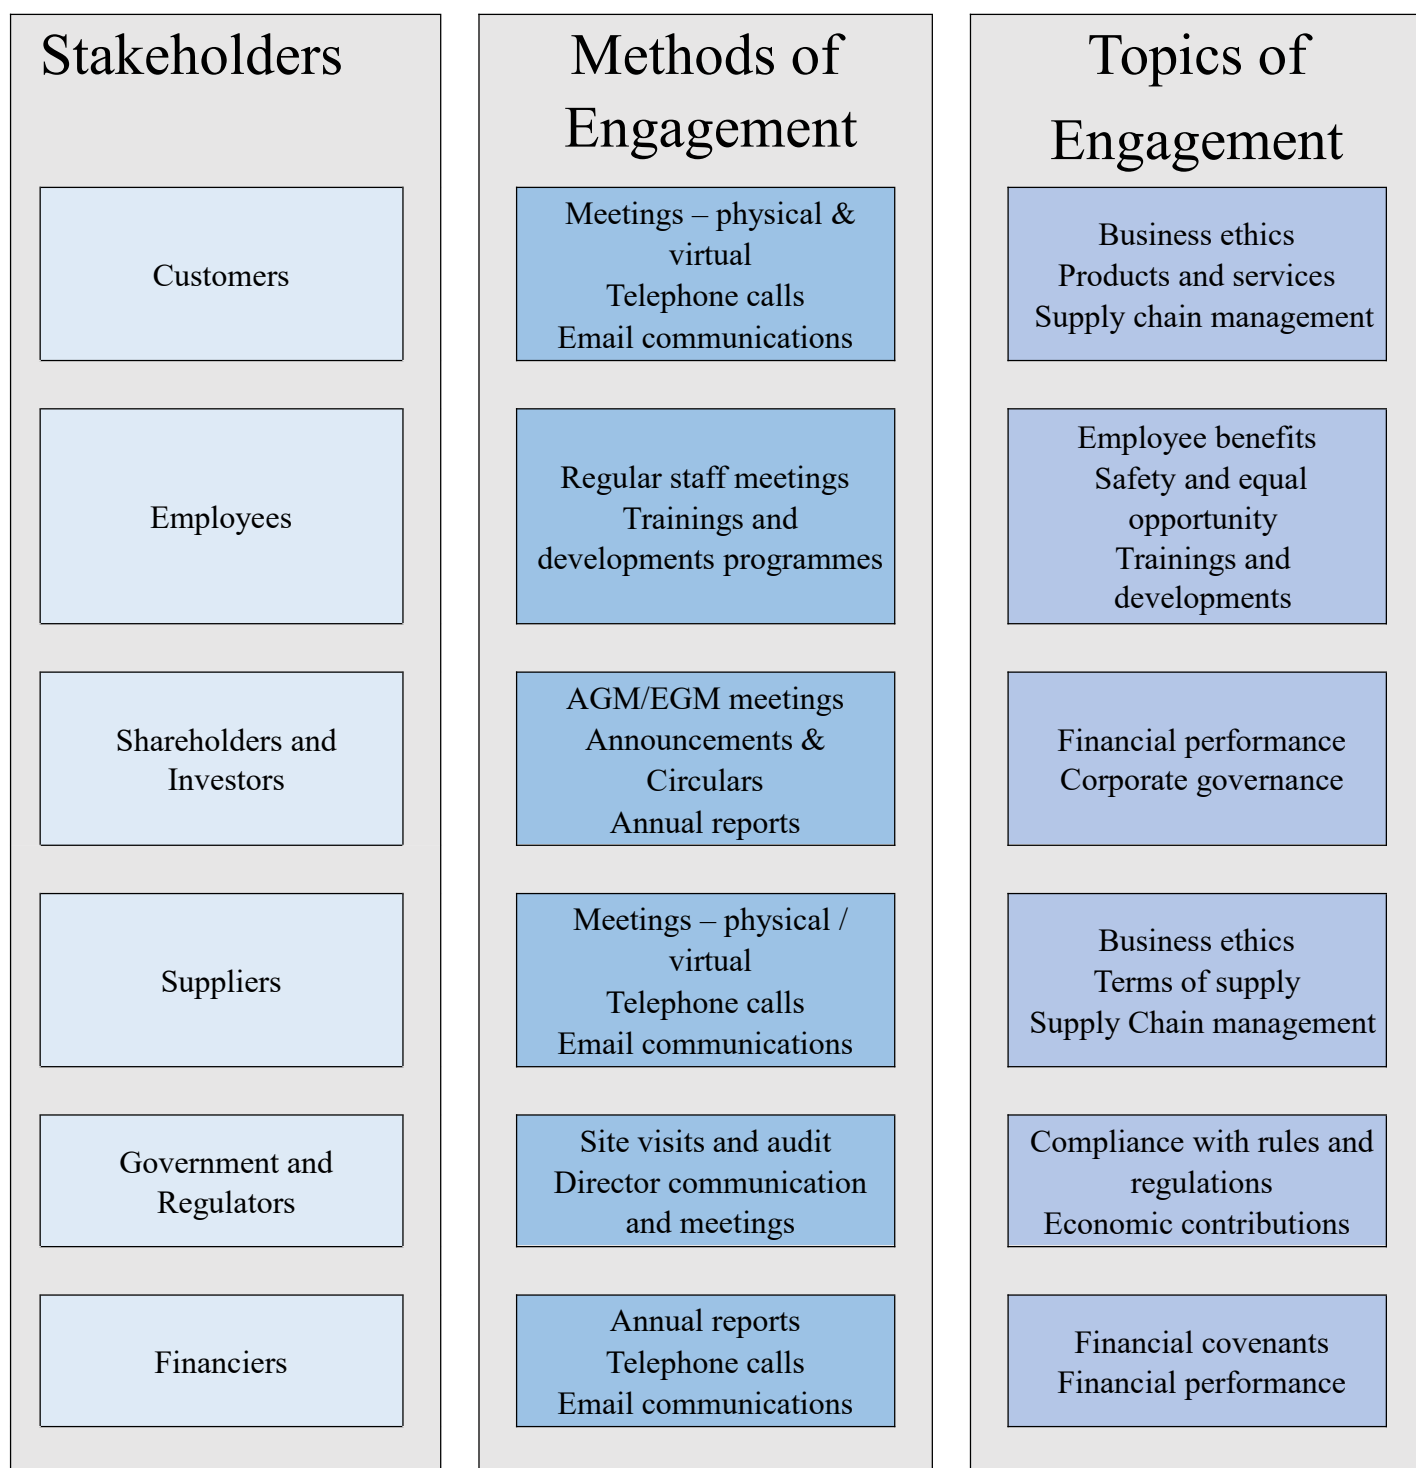 Stakeholders
Methods of
Engagement
Topics of
Engagement
Customers
Meetings – physical &
virtual
Telephone calls
Email communications
Business ethics
Products and services
Supply chain management
Employees
Regular staff meetings
Trainings and
developments programmes
Employee benefits
Safety and equal
opportunity
Trainings and
developments
Shareholders and
Investors
AGM/EGM meetings
Announcements &
Circulars
Annual reports
Financial performance
Corporate governance
Suppliers
Meetings – physical /
virtual
Telephone calls
Email communications
Business ethics
Terms of supply
Supply Chain management
Government and
Regulators
Site visits and audit
Director communication
and meetings
Compliance with rules and
regulations
Economic contributions
Financiers
Annual reports
Telephone calls
Email communications
Financial covenants
Financial performance